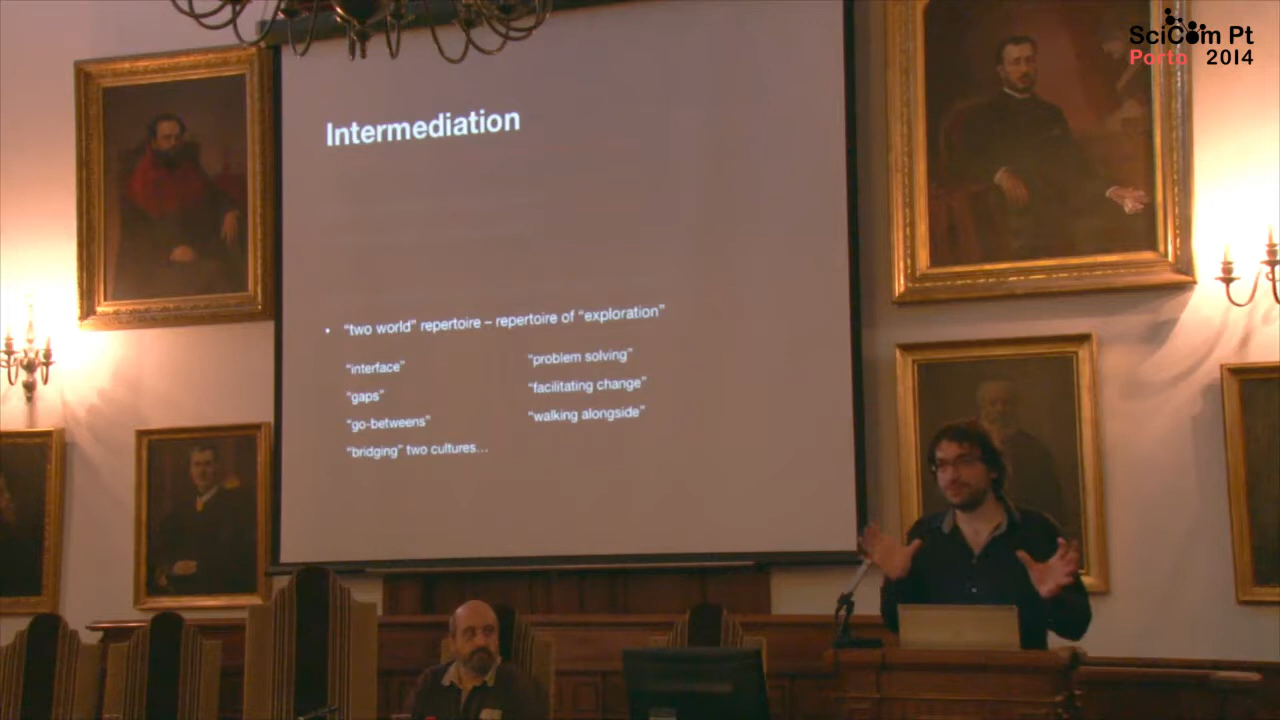 SciCom Pt
Porto 2014
Intermediation
• “two world” repertoire – repertoire of “exploration”
“interface”
“gaps”
“go-betweens”
“bridging” two cultures…
“problem solving”
“facilitating change”
“walking alongside”